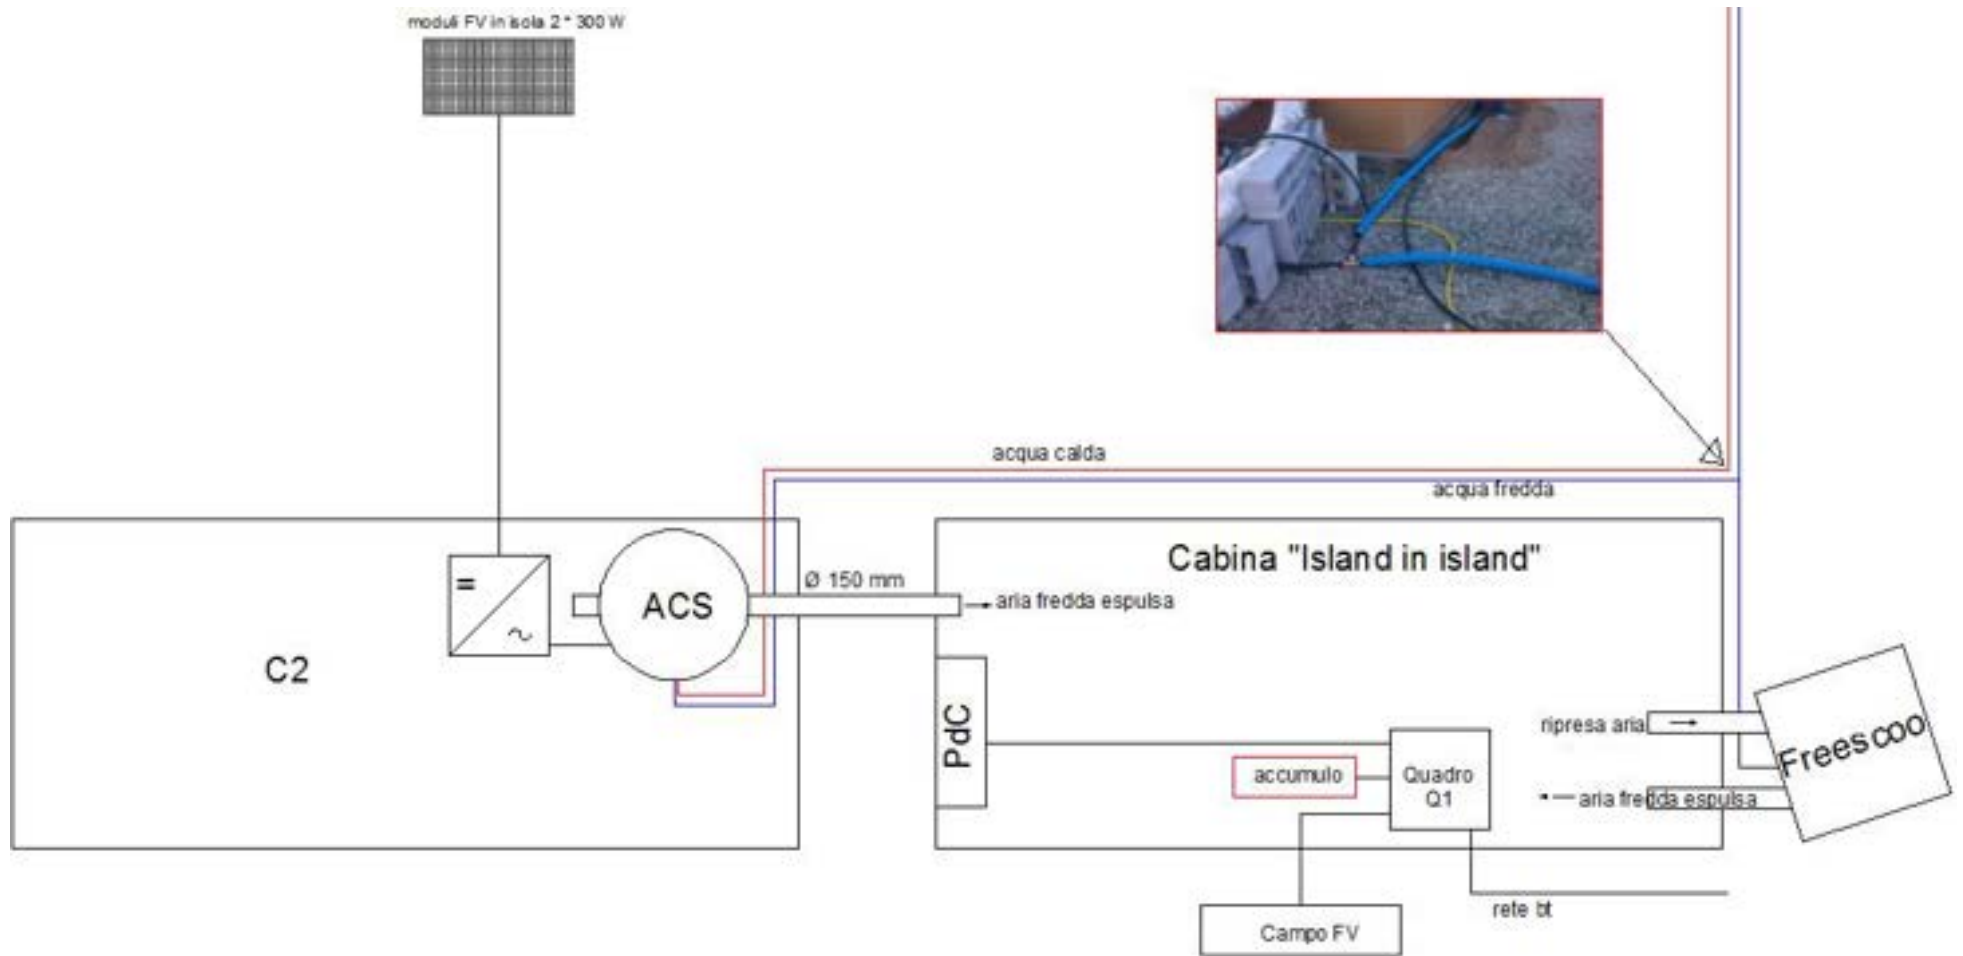 moduli FV in isola 2 * 300 W
acqua calda
acqua fredda
Cabina "Island in island"
Ø 150 mm
aria fredda espulsa
ACS
=
~
C2
PdC
ripresa aria
Freescoo
accumulo
Quadro
Q1
aria fredda espulsa
rete bt
Campo FV